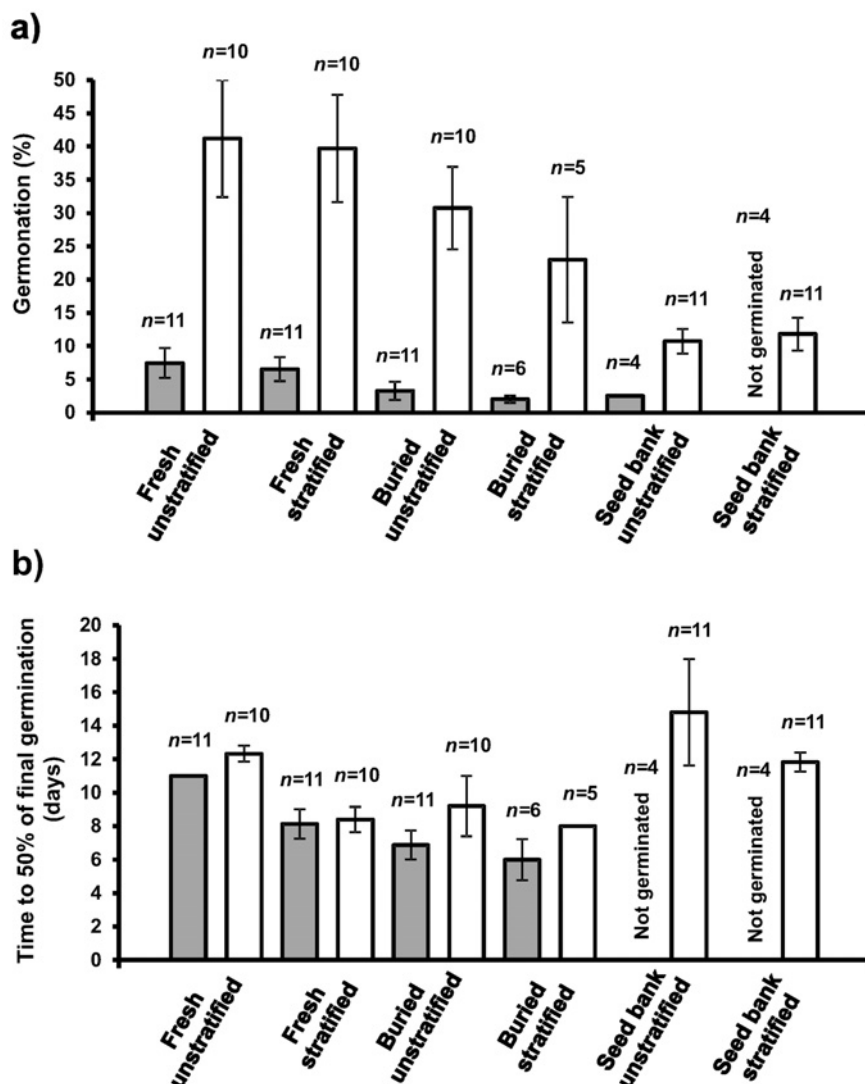 a)
n=10
n=10
n=10
n=5
n=4
n=11
n=11
n=11
n=6
n=4
n=11
n=11
Not germinated
Germonation (%)
50
45
40
35
30
25
20
15
10
5
0
Fresh
unstratified
Fresh
stratified
Buried
unstratified
Buried
stratified
Seed bank
unstratified
Seed bank
stratified
b)
Time to 50% of final germination
(days)
20
18
16
14
12
10
8
6
4
2
0
n=11
n=10
n=11
n=10
n=11
n=10
n=6
n=5
n=4
n=11
n=4
n=11
Not germinated
Not germinated
Fresh
unstratified
Fresh
stratified
Buried
unstratified
Buried
stratified
Seed bank
unstratified
Seed bank
stratified